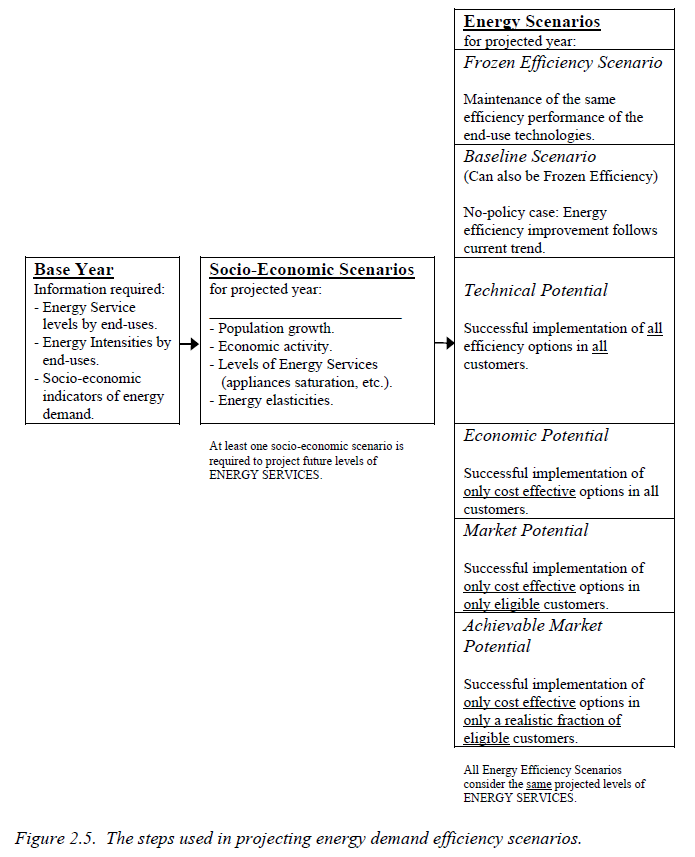 Base Year
Information required:
- Energy Service
levels by end-uses.
- Energy Intensities by
end-uses.
- Socio-economic
indicators of energy
demand.
Socio-Economic Scenarios
for projected year:
- Population growth.
- Economic activity.
- Levels of Energy Services
(appliances saturation, etc.).
- Energy elasticities.
At least one socio-economic scenario is
required to project future levels of
ENERGY SERVICES.
Energy Scenarios
for projected year:
Frozen Efficiency Scenario
Maintenance of the same
efficiency performance of the
end-use technologies.
Baseline Scenario
(Can also be Frozen Efficiency)
No-policy case: Energy
efficiency improvement follows
current trend.
Technical Potential
Successful implementation of all
efficiency options in all
customers.
Economic Potential
Successful implementation of
only cost effective options in all
customers.
Market Potential
Successful implementation of
only cost effective options in
only eligible customers.
Achievable Market
Potential
Successful implementation of
only cost effective options in
only a realistic fraction of
eligible customers.
All Energy Efficiency Scenarios
consider the same projected levels of
ENERGY SERVICES.
Figure 2.5. The steps used in projecting energy demand efficiency scenarios.